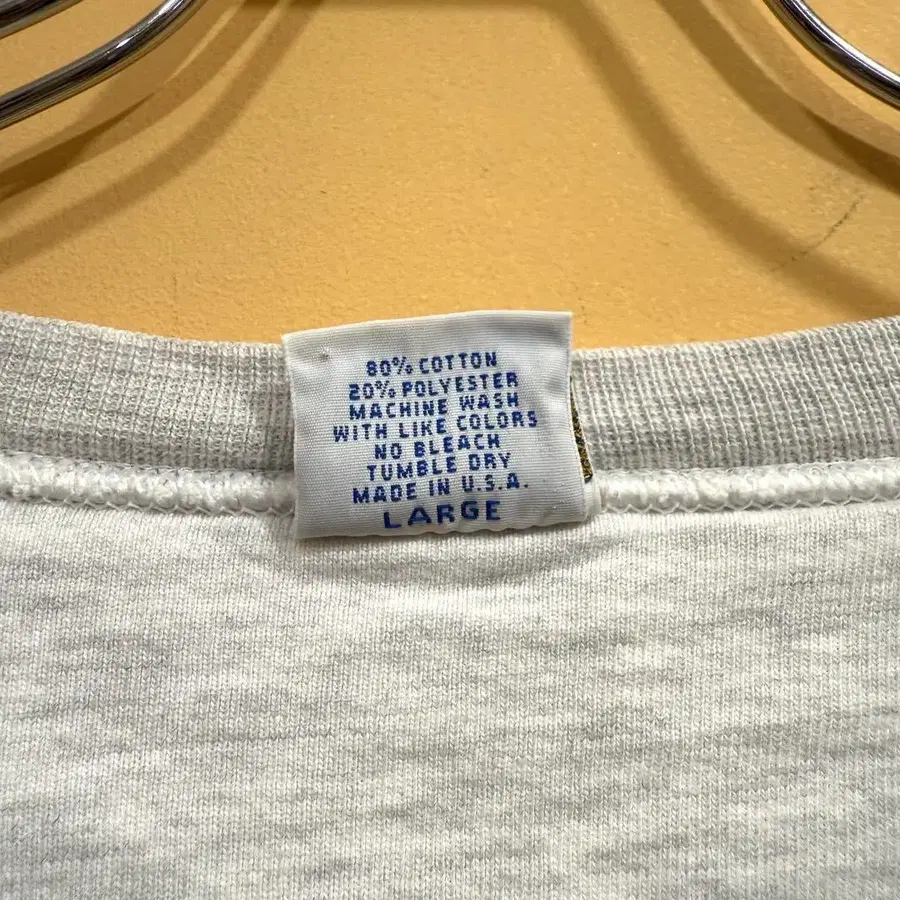 80% COTTON
20% POLYESTER
MACHINE WASH
WITH LIKE COLORS
NO BLEACH
TUMBLE DRY
MADE IN U.S.A.
LARGE